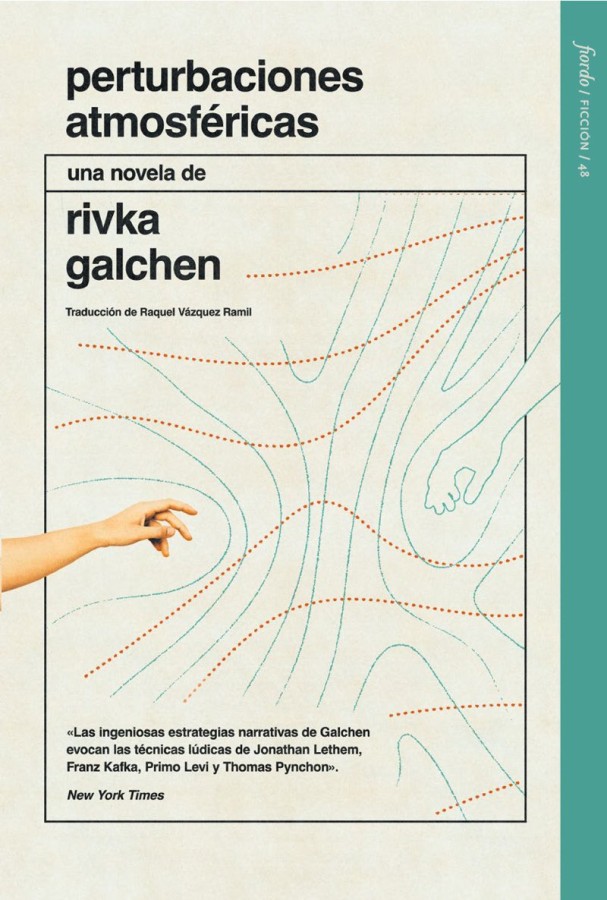 perturbaciones
atmosféricas
una novela de
rivka
galchen
Traducción de Raquel Vázquez Ramil
«Las ingeniosas estrategias narrativas de Galchen
evocan las técnicas lúdicas de Jonathan Lethem,
Franz Kafka, Primo Levi y Thomas Pynchon».
New York Times
fiordo / FICCIÓN / 48